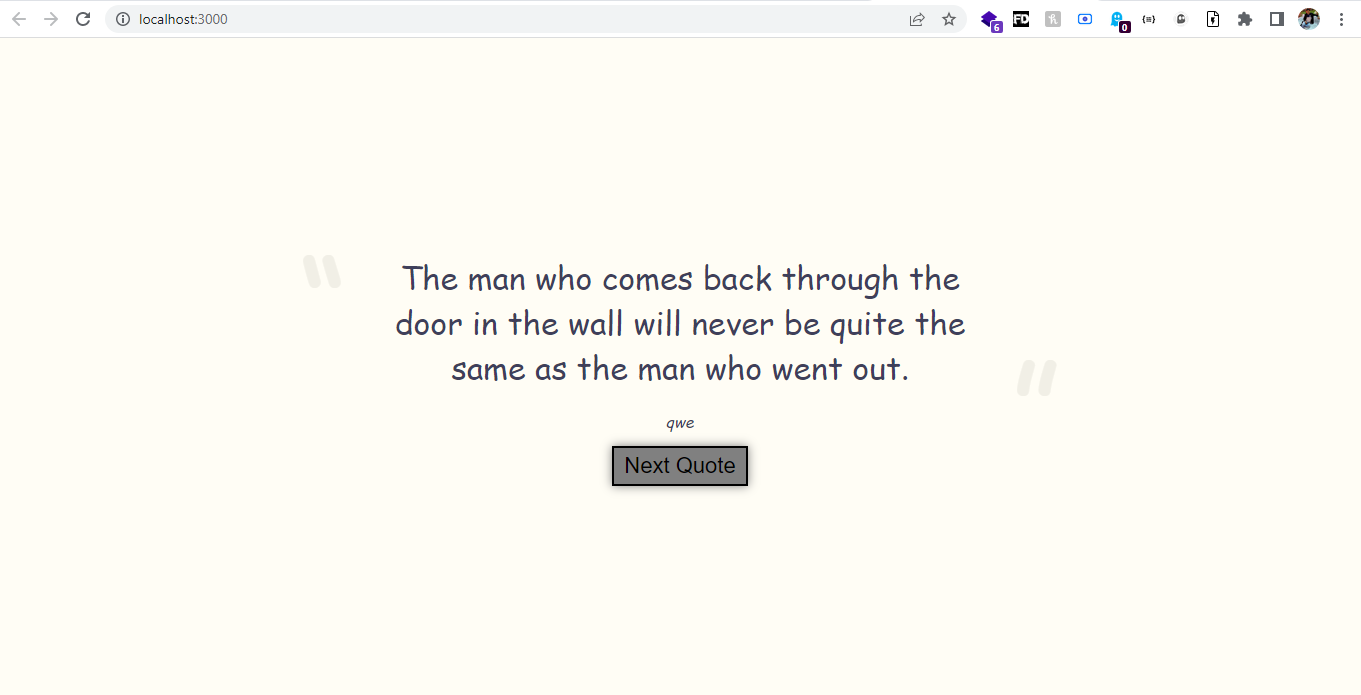 localhost:3000
6
FD
0
"
The man who comes back through the
door in the wall will never be quite the
same as the man who went out.
"
qwe
Next Quote